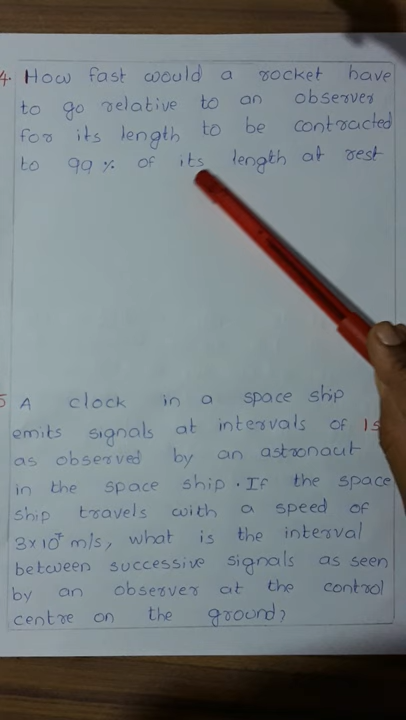 4. How fast would a rocket have
to go relative to an observer
for its length to be contracted
to 99% of its length at rest
5 A clock in a space ship
emits signals at intervals of 1s
as observed by an astronaut
in the space ship. If the space
ship travels with a speed of
3×10⁷ m/s, what is the interval
between successive signals as seen
by an observer at the control
centre on the ground?